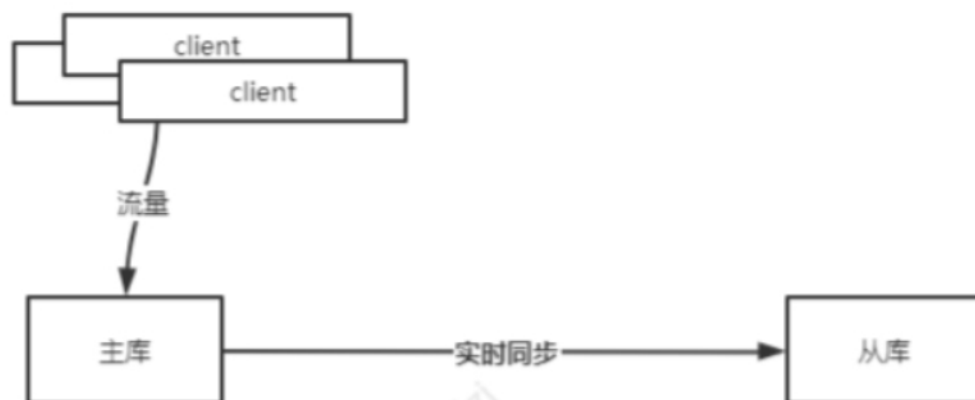 client
client
流量
主库
实时同步
从库